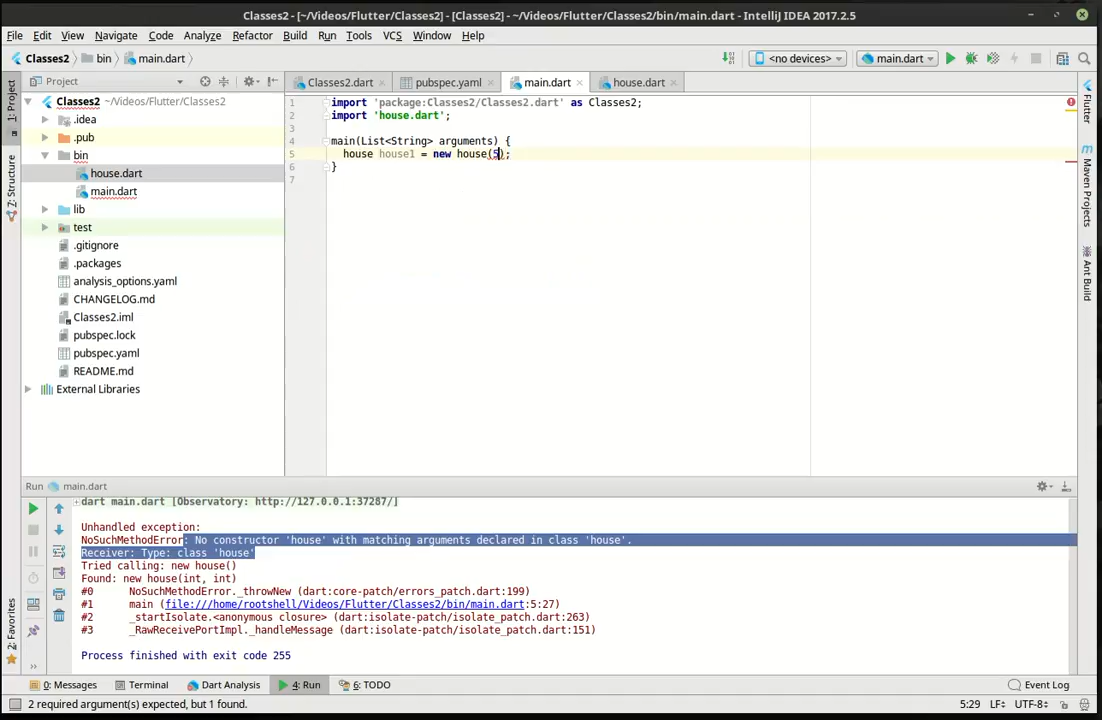 Classes2 - [~/Videos/Flutter/Classes2] - [Classes2] - ~/Videos/Flutter/Classes2/bin/main.dart - IntelliJ IDEA 2017.2.5
File Edit View Navigate Code Analyze Refactor Build Run Tools VCS Window Help
Classes2 bin main.dart <no devices> main.dart
Project Classes2.dart pubspec.yaml main.dart house.dart
1: Project
7: Structure
2: Favorites
Classes2 ~/Videos/Flutter/Classes2
.idea
.pub
bin
house.dart
main.dart
lib
test
.gitignore
.packages
analysis_options.yaml
CHANGELOG.md
Classes2.iml
pubspec.lock
pubspec.yaml
README.md
External Libraries
1 import 'package:Classes2/Classes2.dart' as Classes2;
2 import 'house.dart';
3
4 main(List<String> arguments) {
5 house house1 = new house(5);
6 }
7
Flutter
Maven Projects
Ant Build
Run main.dart
dart main.dart [Observatory: http://127.0.0.1:37287/]
Unhandled exception:
NoSuchMethodError: No constructor 'house' with matching arguments declared in class 'house'.
Receiver: Type: class 'house'
Tried calling: new house()
Found: new house(int, int)
#0 NoSuchMethodError._throwNew (dart:core-patch/errors_patch.dart:199)
#1 main (file:///home/rootshell/Videos/Flutter/Classes2/bin/main.dart:5:27)
#2 _startIsolate.<anonymous closure> (dart:isolate-patch/isolate_patch.dart:263)
#3 _RawReceivePortImpl._handleMessage (dart:isolate-patch/isolate_patch.dart:151)
Process finished with exit code 255
0: Messages Terminal Dart Analysis 4: Run 6: TODO Event Log
2 required argument(s) expected, but 1 found. 5:29 LF÷ UTF-8÷